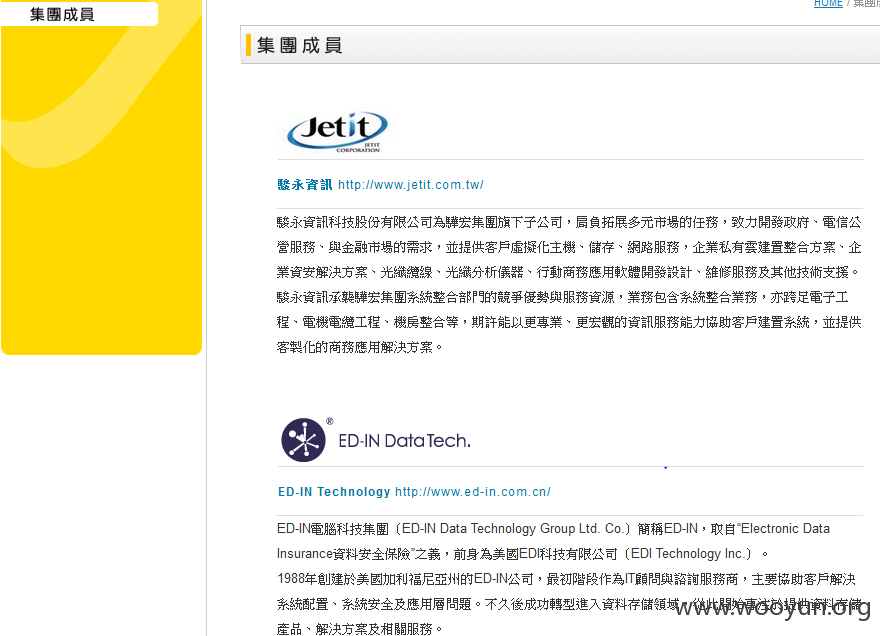 集團成員
HOME / 集團
集團成員
Jetit
JETIT
CORPORATION
駿永資訊 http://www.jetit.com.tw/
駿永資訊科技股份有限公司為驊宏集團旗下子公司，肩負拓展多元市場的任務，致力開發政府、電信公
營服務、與金融市場的需求，並提供客戶虛擬化主機、儲存、網路服務，企業私有雲建置整合方案、企
業資安解決方案、光纖纜線、光纖分析儀器、行動商務應用軟體開發設計、維修服務及其他技術支援。
駿永資訊承襲驊宏集團系統整合部門的競爭優勢與服務資源，業務包含系統整合業務，亦跨足電子工
程、電機電纜工程、機房整合等，期許能以更專業、更宏觀的資訊服務能力協助客戶建置系統，並提供
客製化的商務應用解決方案。
® ED-IN DataTech.
ED-IN Technology http://www.ed-in.com.cn/
ED-IN電腦科技集團〔ED-IN Data Technology Group Ltd. Co.〕簡稱ED-IN，取自“Electronic Data
Insurance資料安全保險”之義，前身為美國EDI科技有限公司〔EDI Technology Inc.〕。
1988年創建於美國加利福尼亞州的ED-IN公司，最初階段作為IT顧問與諮詢服務商，主要協助客戶解決
系統配置、系統安全及應用層問題。不久後成功轉型進入資料存儲領域，從此開始專注於提供資料存儲
產品、解決方案及相關服務。
www.wooyun.org